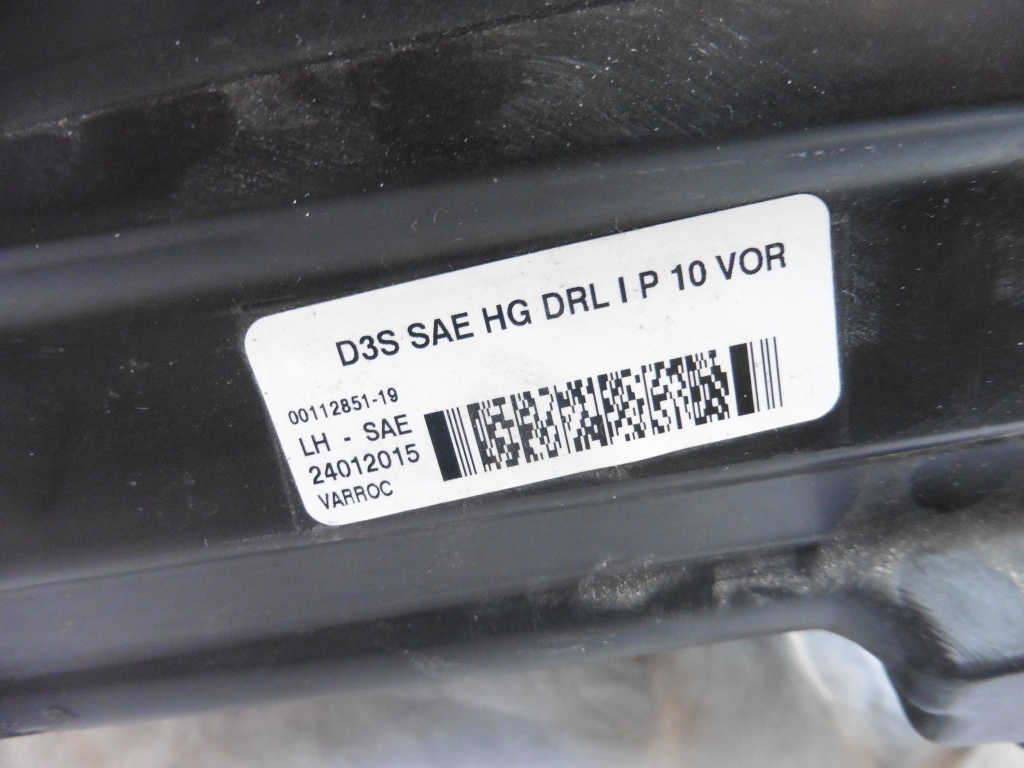 D3S SAE HG DRL I P 10 VOR
00112851-19
LH - SAE
24012015
VARROC